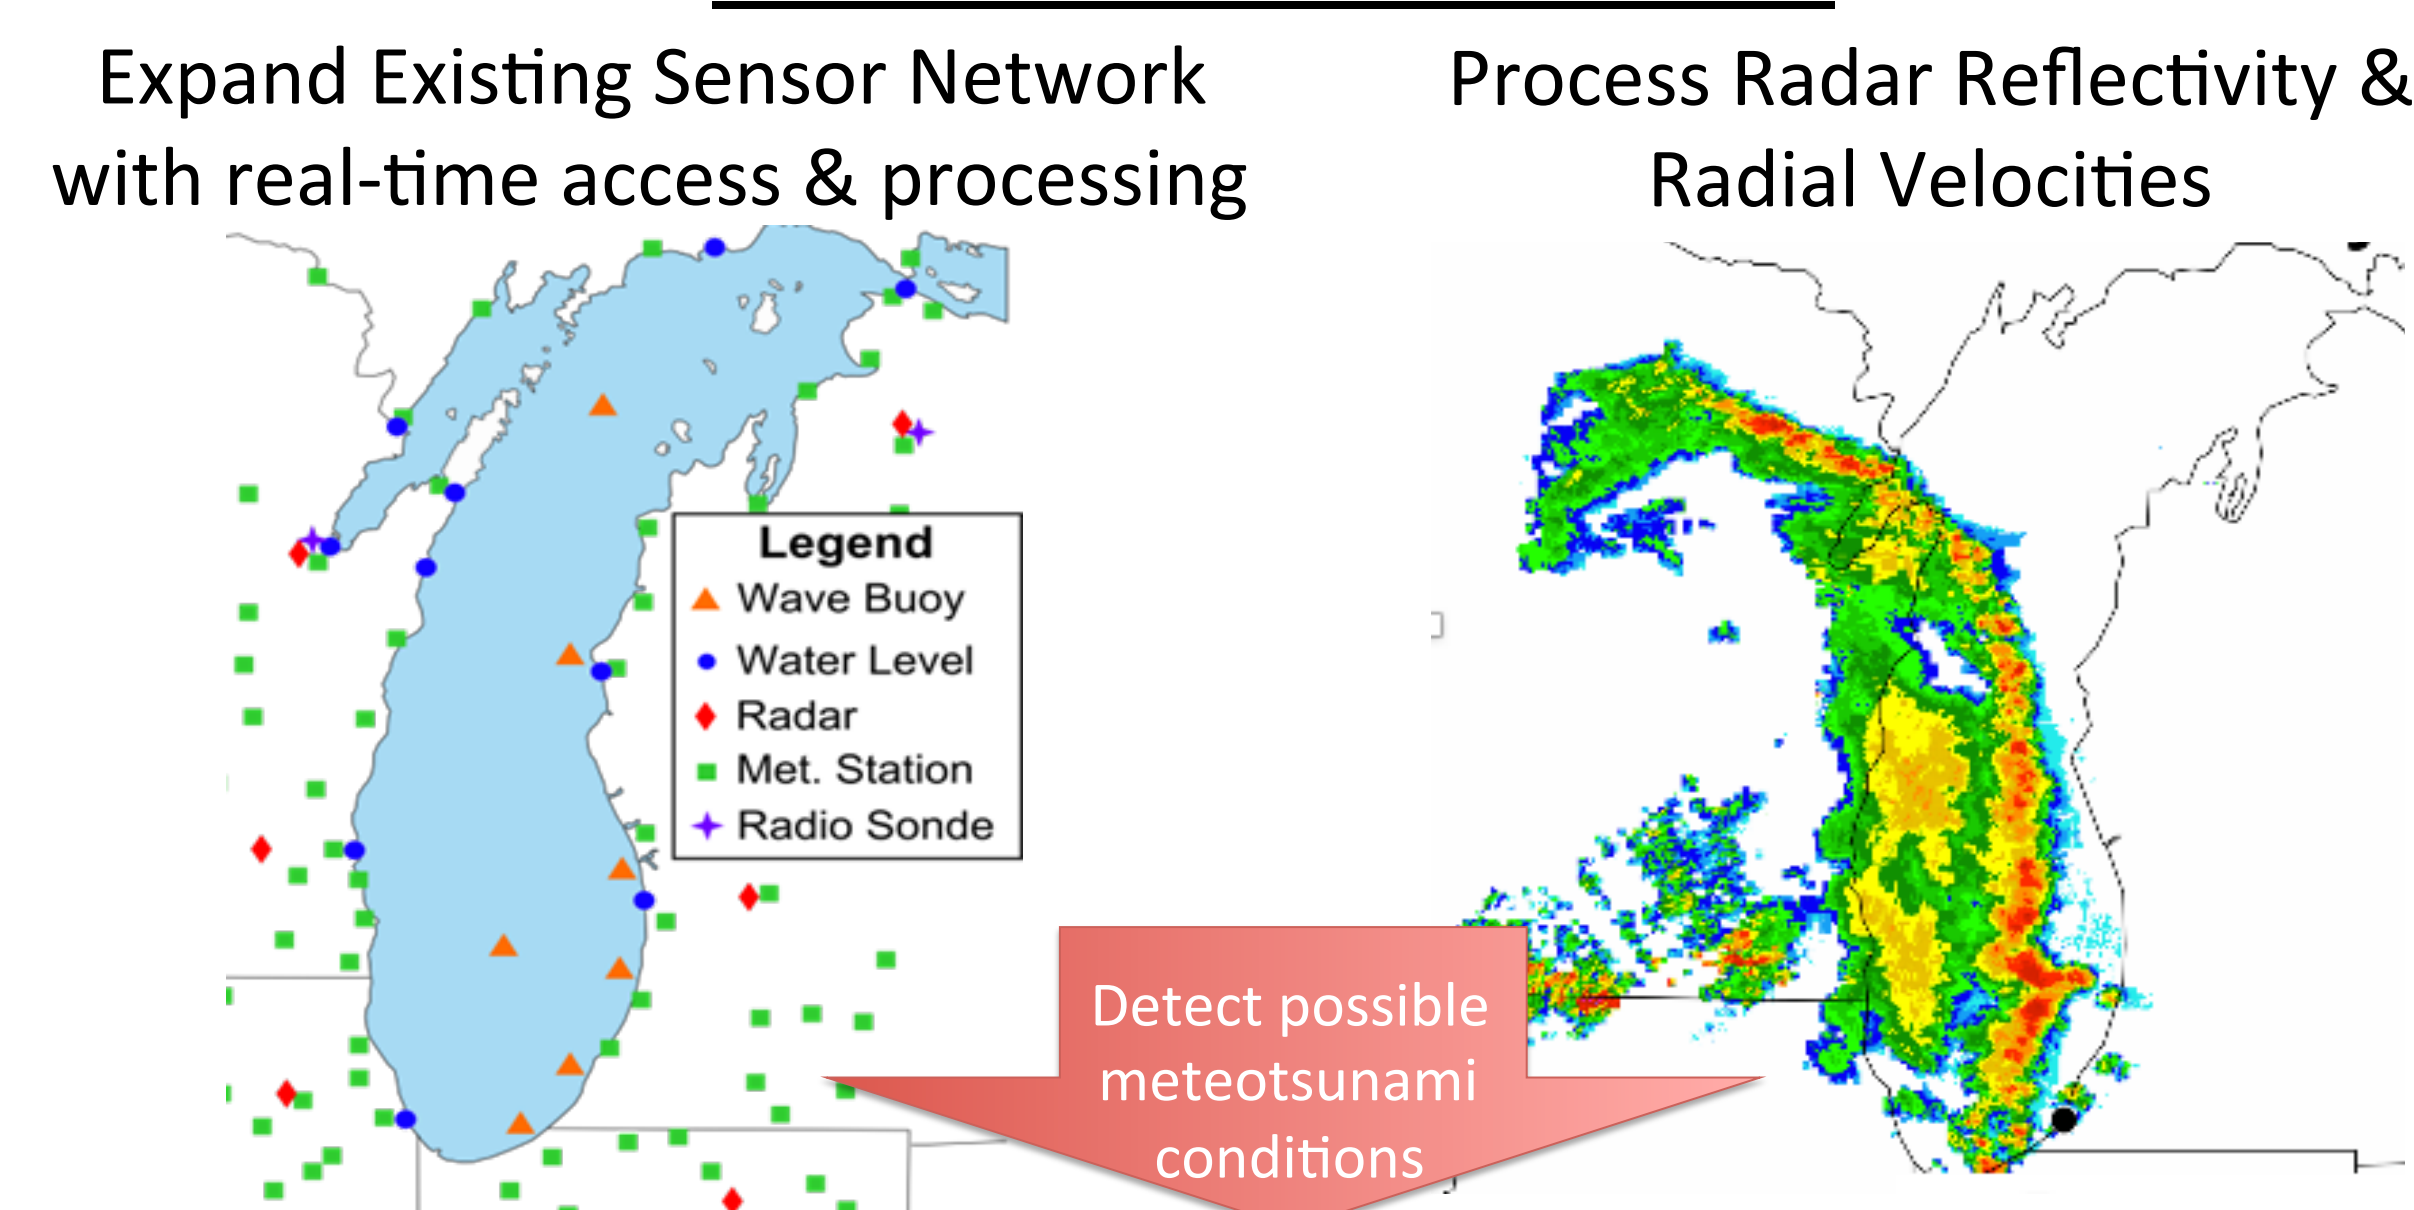 Expand Existing Sensor Network
with real-time access & processing
Process Radar Reflectivity &
Radial Velocities
Legend
Wave Buoy
Water Level
Radar
Met. Station
Radio Sonde
Detect possible
meteotsunami
conditions